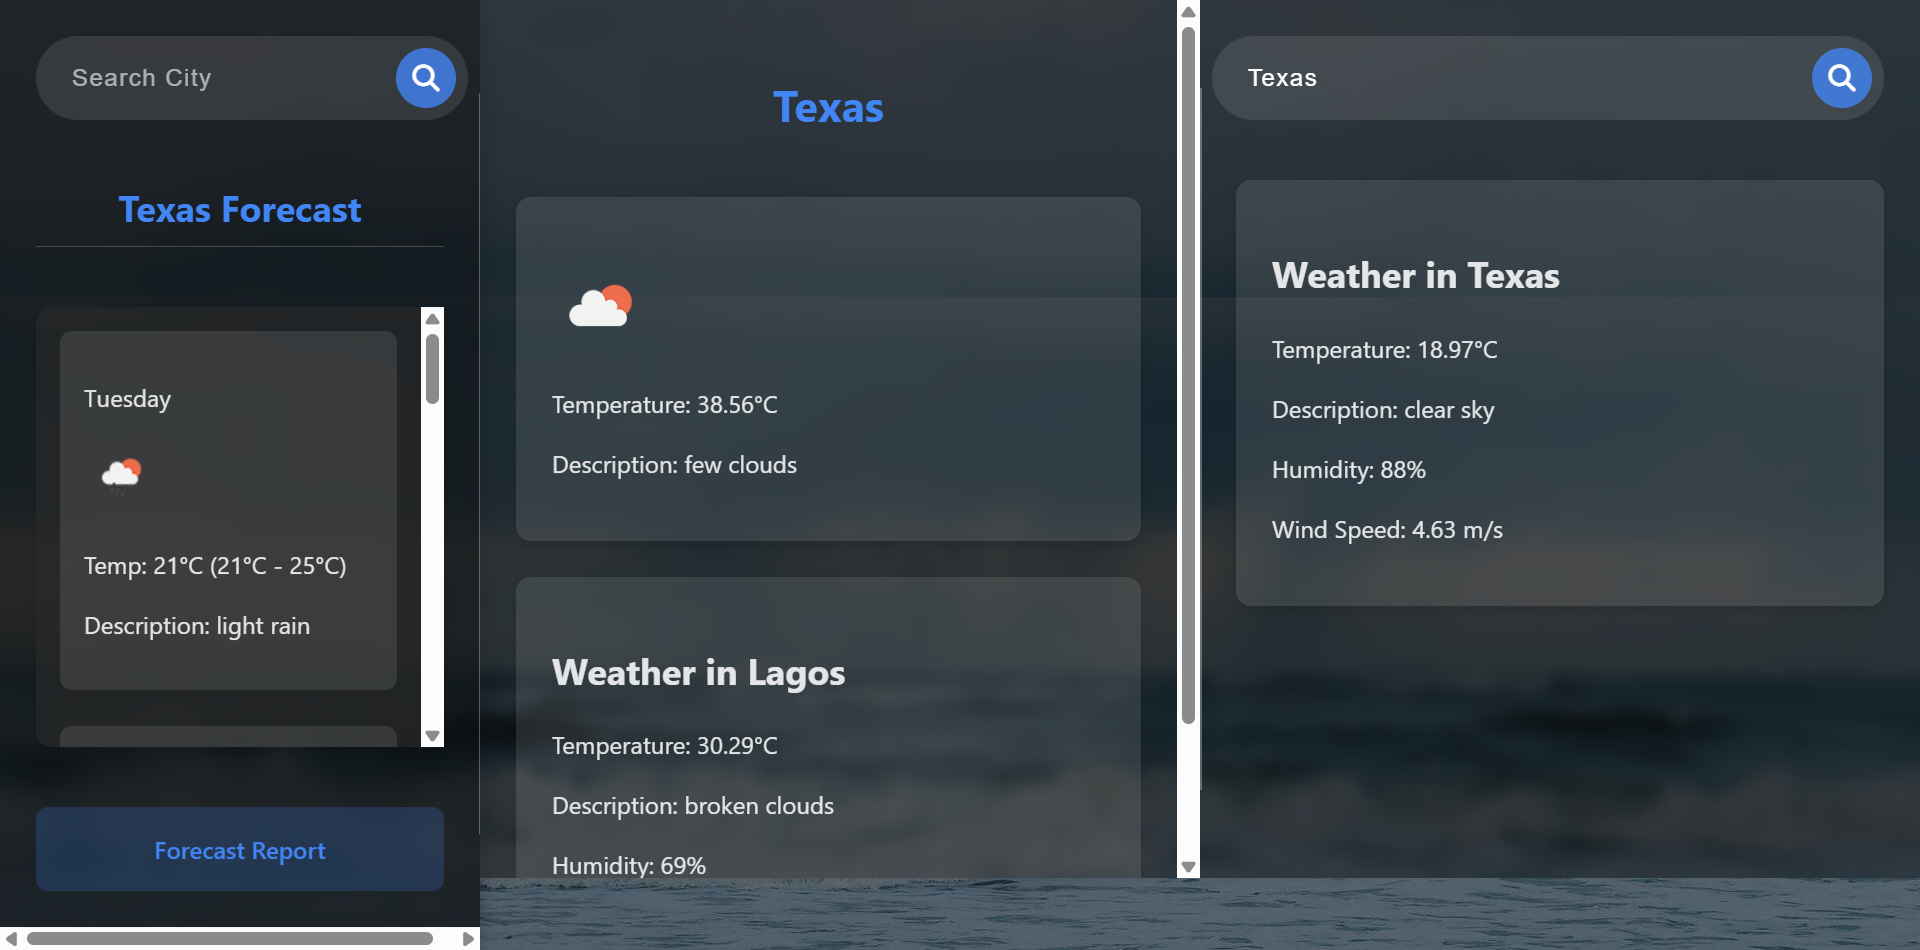 Search City
Texas Forecast
Tuesday
Temp: 21°C (21°C - 25°C)
Description: light rain
Forecast Report
Texas
Temperature: 38.56°C
Description: few clouds
Weather in Lagos
Temperature: 30.29°C
Description: broken clouds
Humidity: 69%
Texas
Weather in Texas
Temperature: 18.97°C
Description: clear sky
Humidity: 88%
Wind Speed: 4.63 m/s